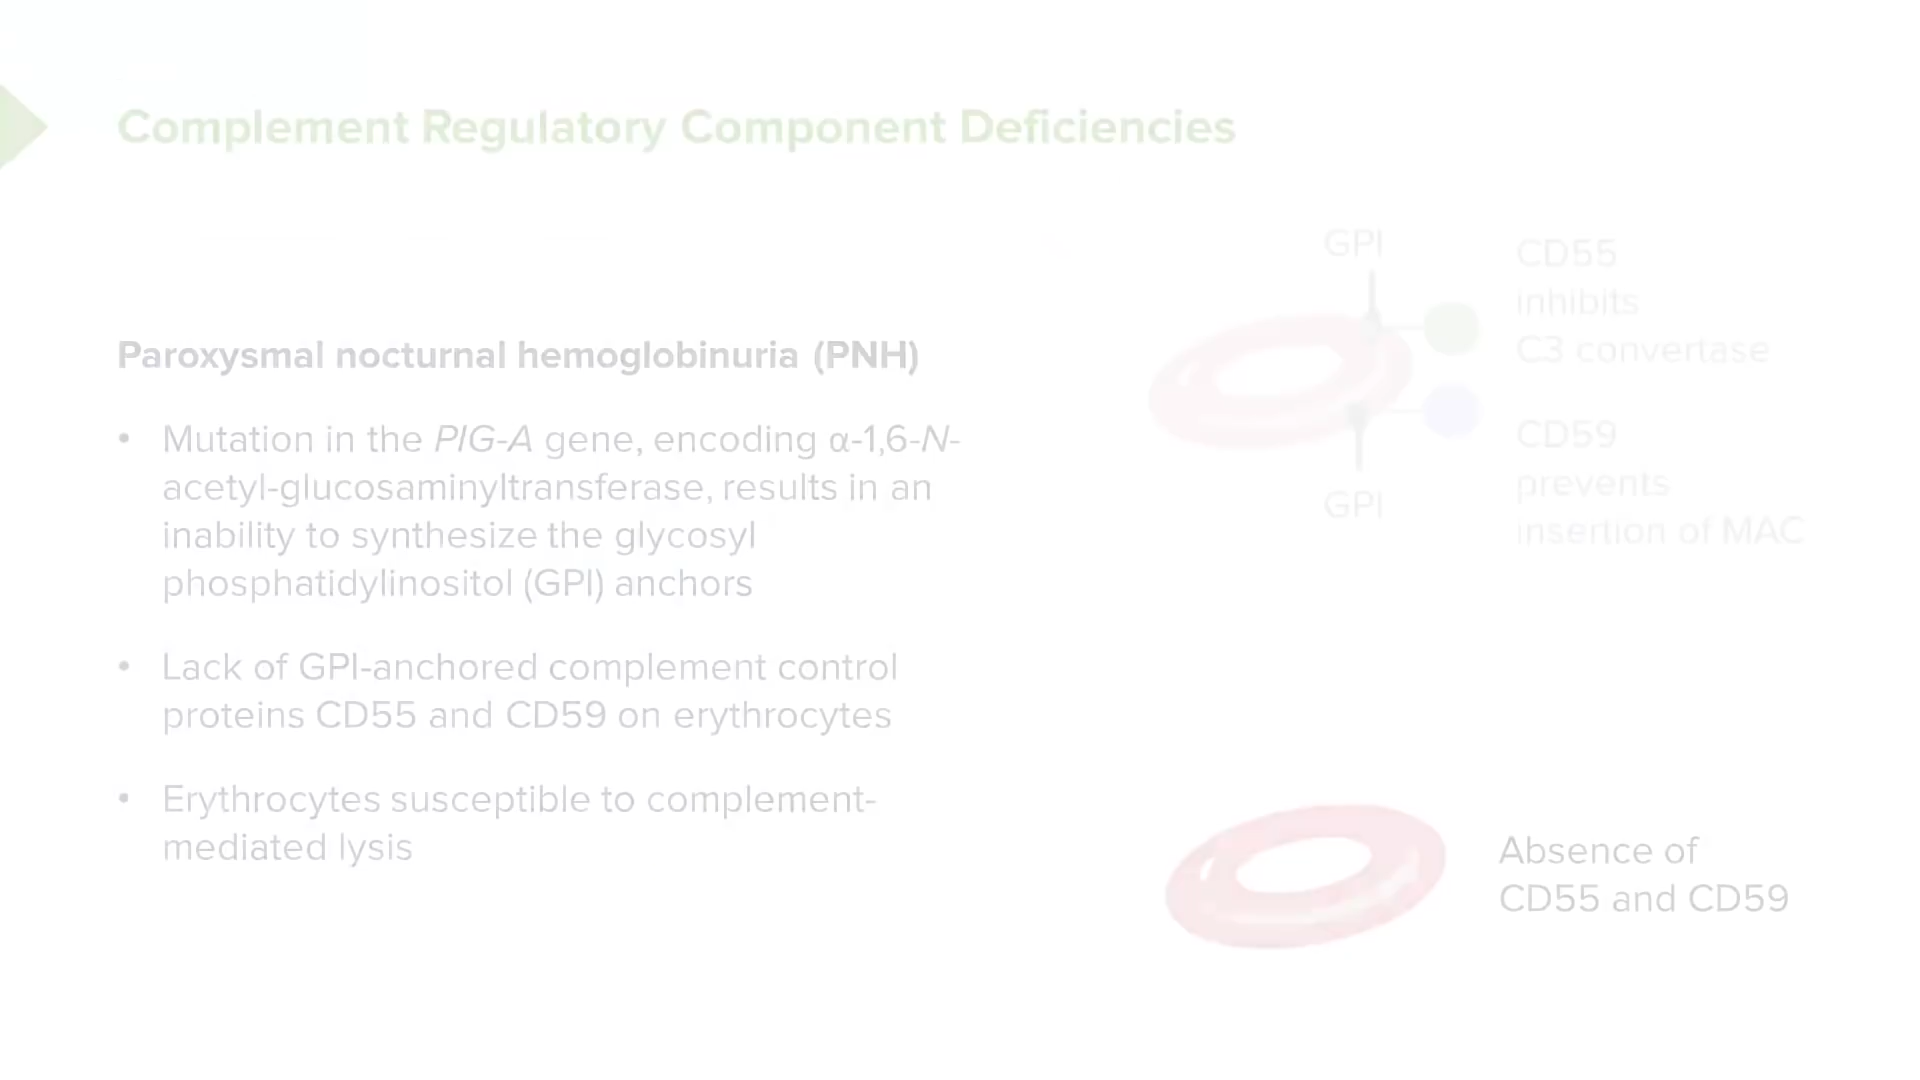 Complement Regulatory Component Deficiencies
Paroxysmal nocturnal hemoglobinuria (PNH)
• Mutation in the PIG-A gene, encoding α-1,6-N-
acetyl-glucosaminyltransferase, results in an
inability to synthesize the glycosyl
phosphatidylinositol (GPI) anchors
• Lack of GPI-anchored complement control
proteins CD55 and CD59 on erythrocytes
• Erythrocytes susceptible to complement-
mediated lysis
GPI
CD55
inhibits
C3 convertase
CD59
prevents
insertion of MAC
GPI
Absence of
CD55 and CD59